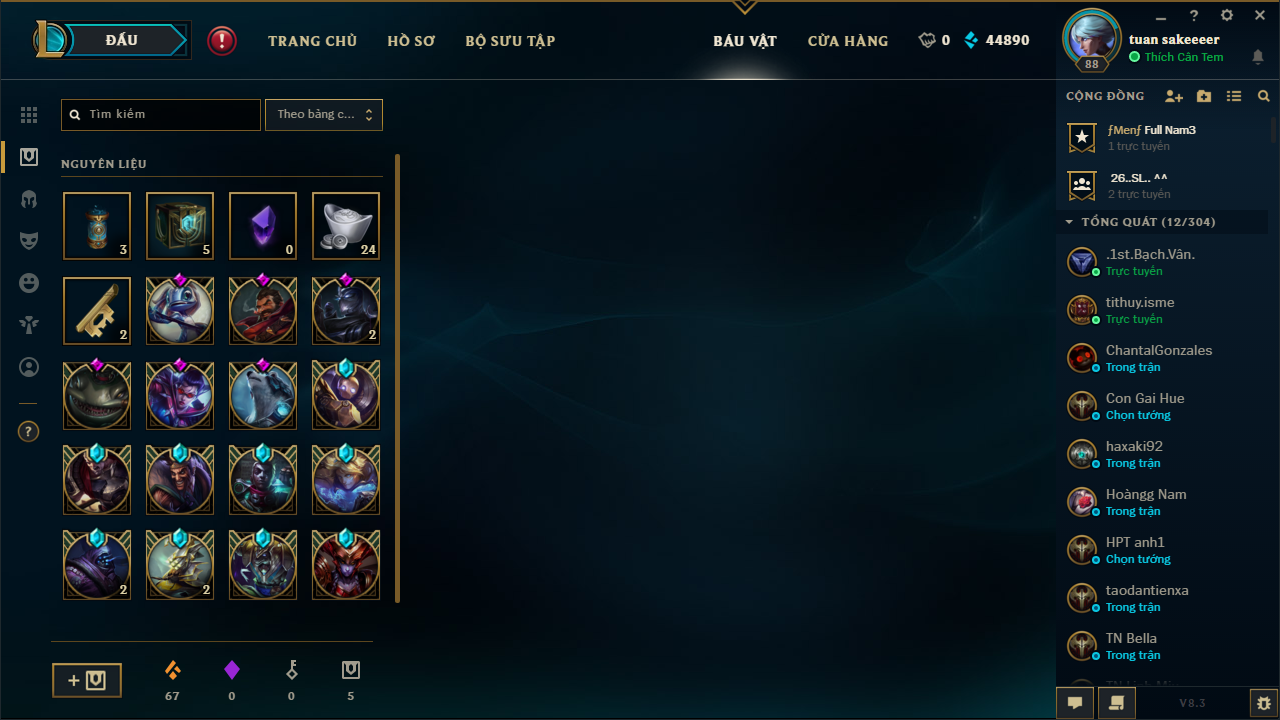 ĐẤU
TRANG CHỦ
HỒ SƠ
BỘ SƯU TẬP
BÁU VẬT
CỬA HÀNG
0
44890
88
tuan sakeeeer
Thích Cân Tem
Tìm kiếm
Theo bảng c...
CỘNG ĐỒNG
ƒMenƒ Full Nam3
1 trực tuyến
26..SL.. ^^
2 trực tuyến
NGUYÊN LIỆU
3
5
0
24
2
2
2
2
TỔNG QUÁT (12/304)
.1st.Bạch.Vân.
Trực tuyến
tithuy.isme
Trực tuyến
ChantalGonzales
Trong trận
Con Gai Hue
Chọn tướng
haxaki92
Trong trận
Hoàngg Nam
Trong trận
HPT anh1
Chọn tướng
taodantienxa
Trong trận
TN Bella
Trong trận
?
?
+
67
0
0
5
V8.3